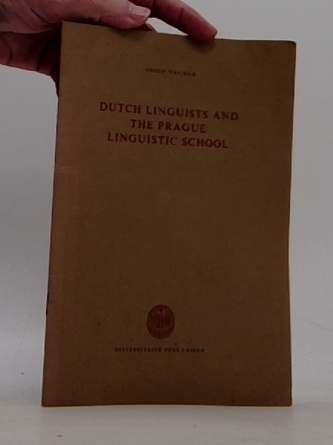 JOSEF VACHEK
DUTCH LINGUISTS AND
THE PRAGUE
LINGUISTIC SCHOOL
UNIVERSITAIRE PERS LEIDEN